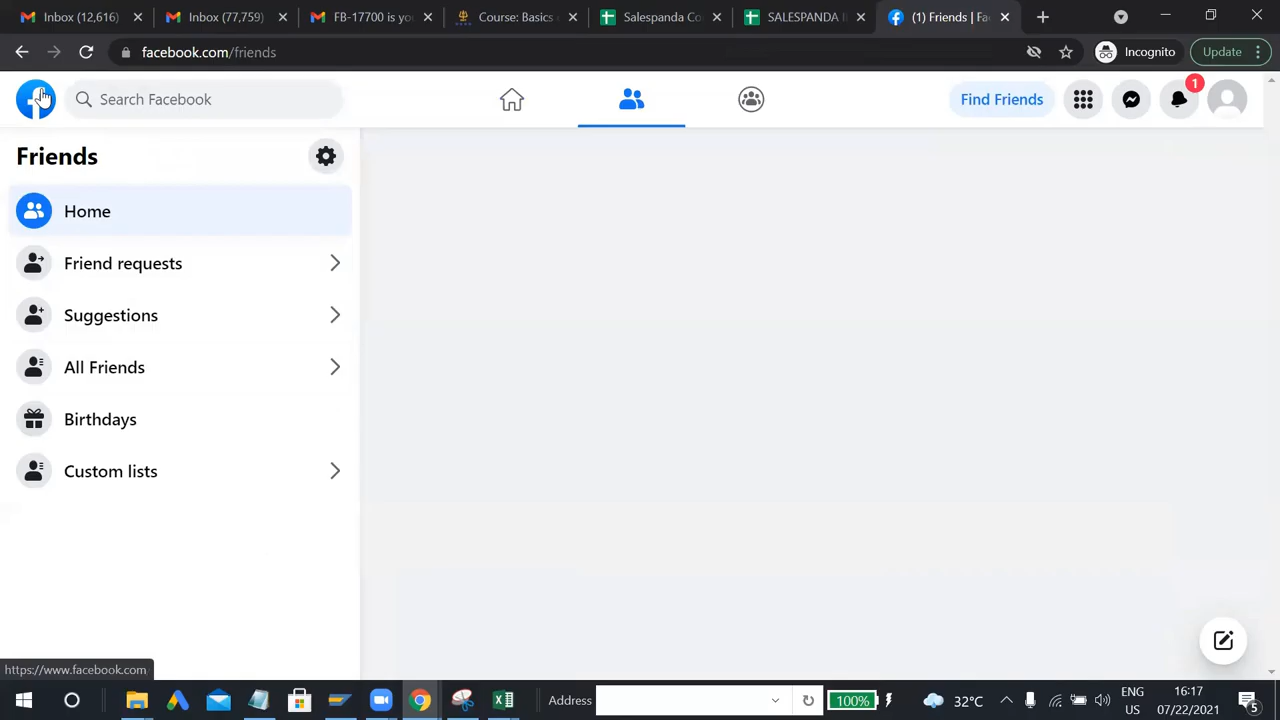 Inbox (12,616)
Inbox (77,759)
FB-17700 is yo
Course: Basics
Salespanda Co
SALESPANDA I
(1) Friends | Fa
facebook.com/friends
Incognito
Update
Search Facebook
Find Friends
1
Friends
Home
Friend requests
Suggestions
All Friends
Birthdays
Custom lists
https://www.facebook.com
Address
100%
32°C
ENG
US
16:17
07/22/2021
5